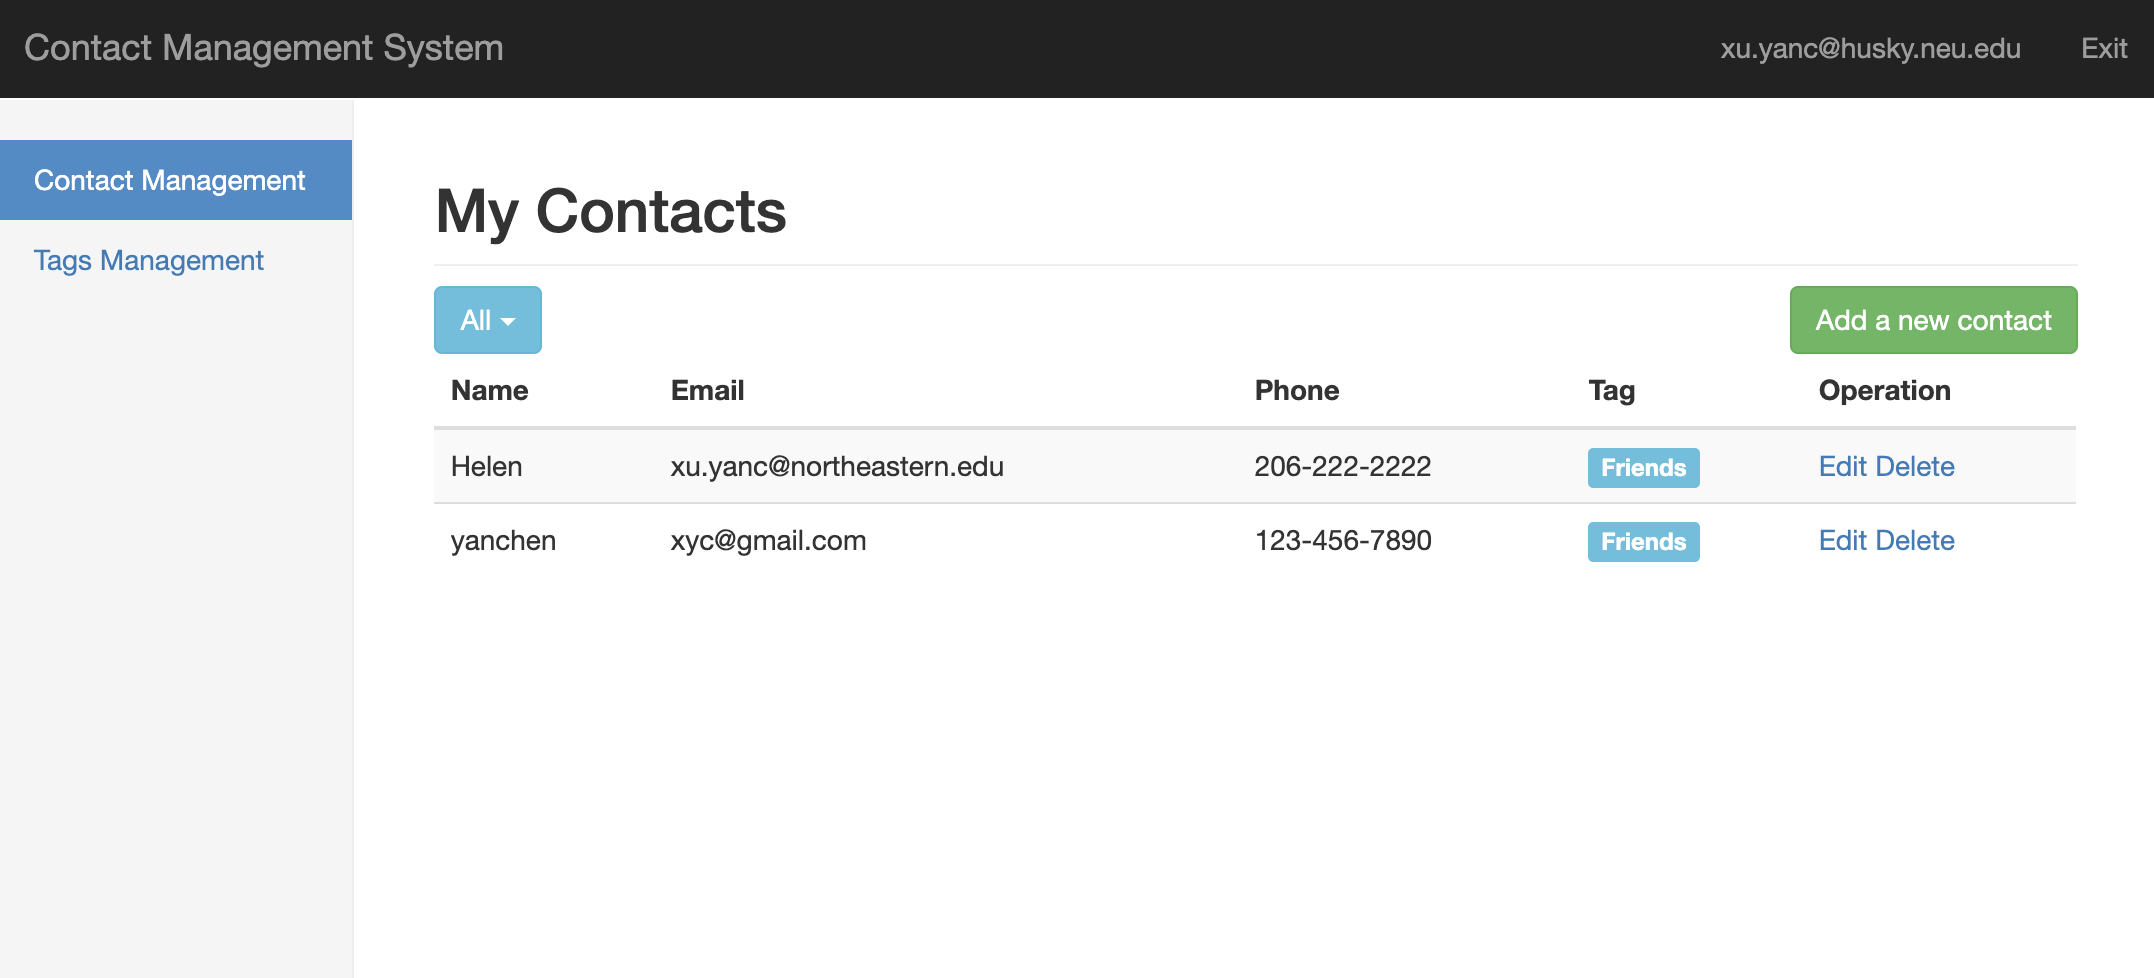 Contact Management System xu.yanc@husky.neu.edu Exit
Contact Management
Tags Management
My Contacts
All Add a new contact
Name Email Phone Tag Operation
Helen xu.yanc@northeastern.edu 206-222-2222 Friends Edit Delete
yanchen xyc@gmail.com 123-456-7890 Friends Edit Delete